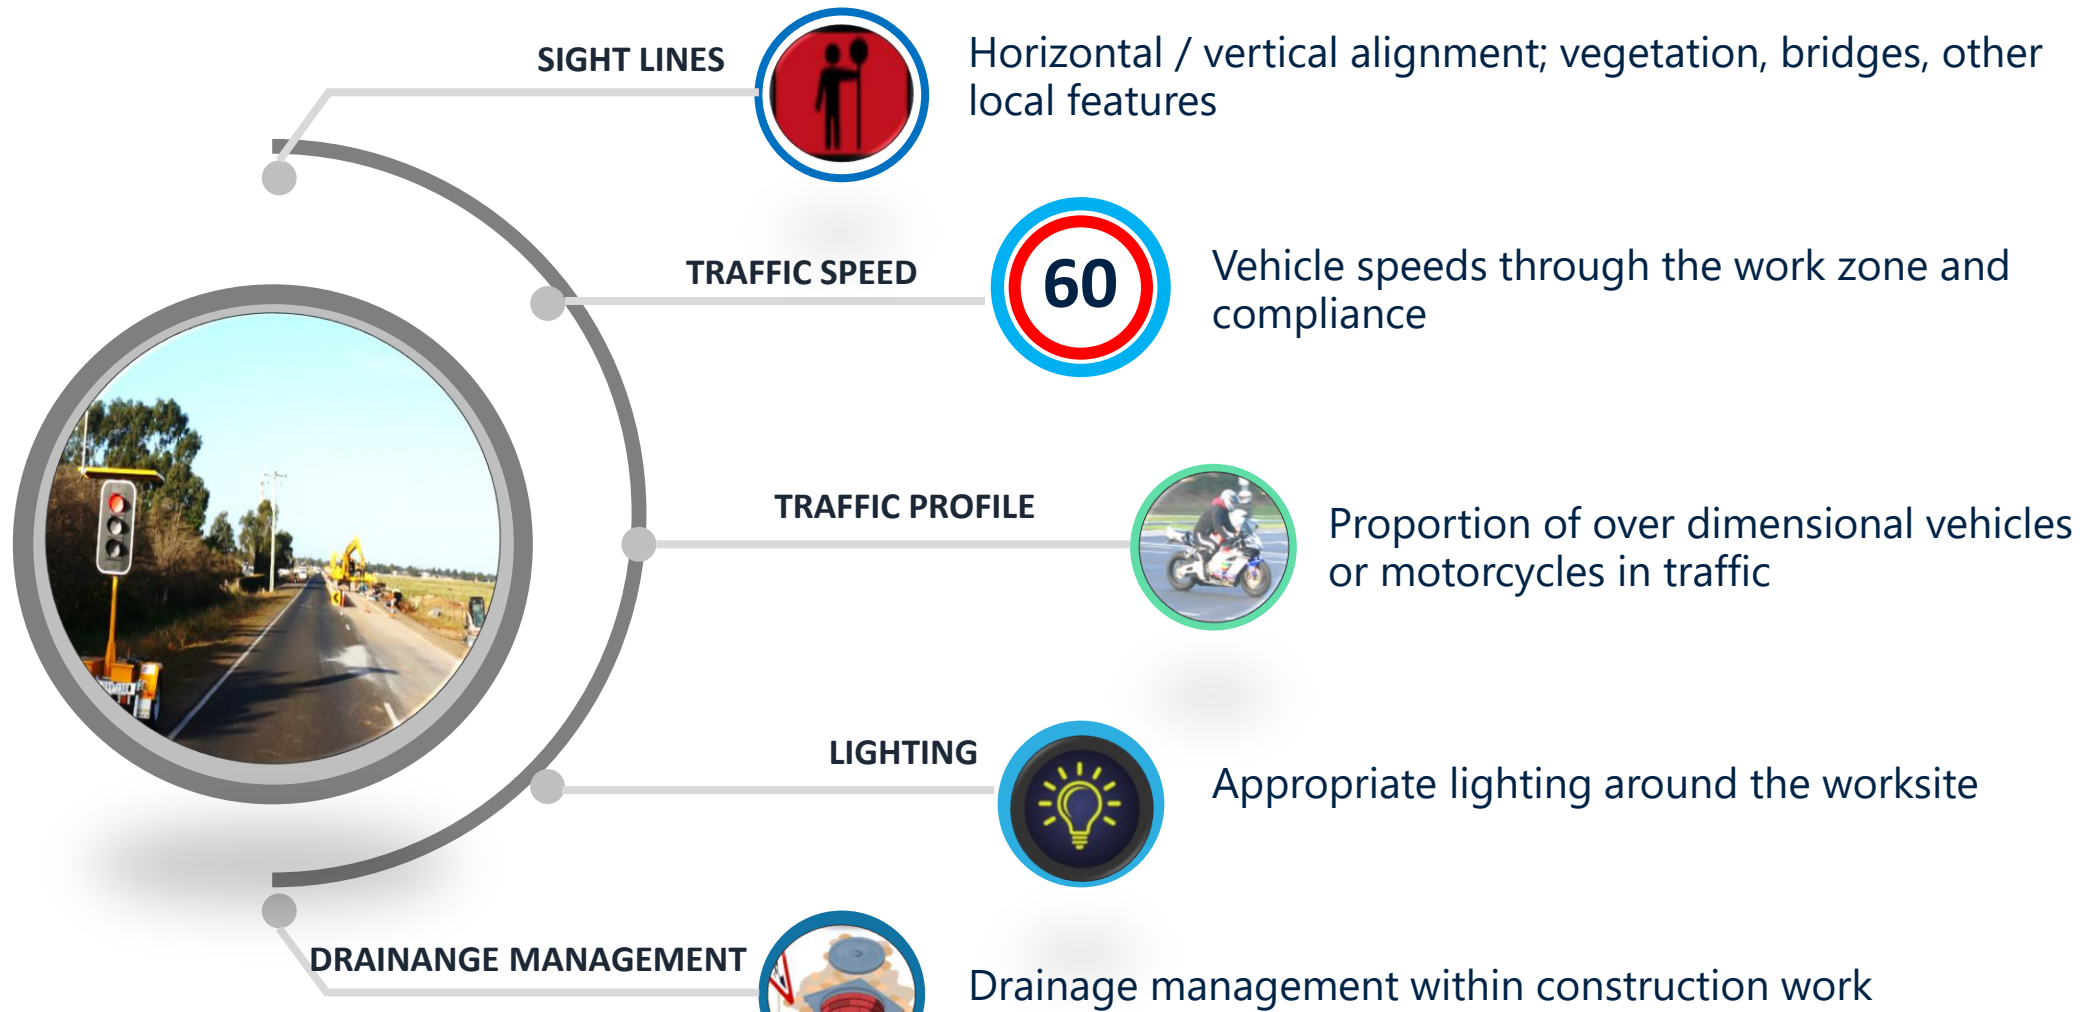 SIGHT LINES
Horizontal / vertical alignment; vegetation, bridges, other
local features
TRAFFIC SPEED
60
Vehicle speeds through the work zone and
compliance
TRAFFIC PROFILE
Proportion of over dimensional vehicles
or motorcycles in traffic
LIGHTING
Appropriate lighting around the worksite
DRAINANGE MANAGEMENT
Drainage management within construction work